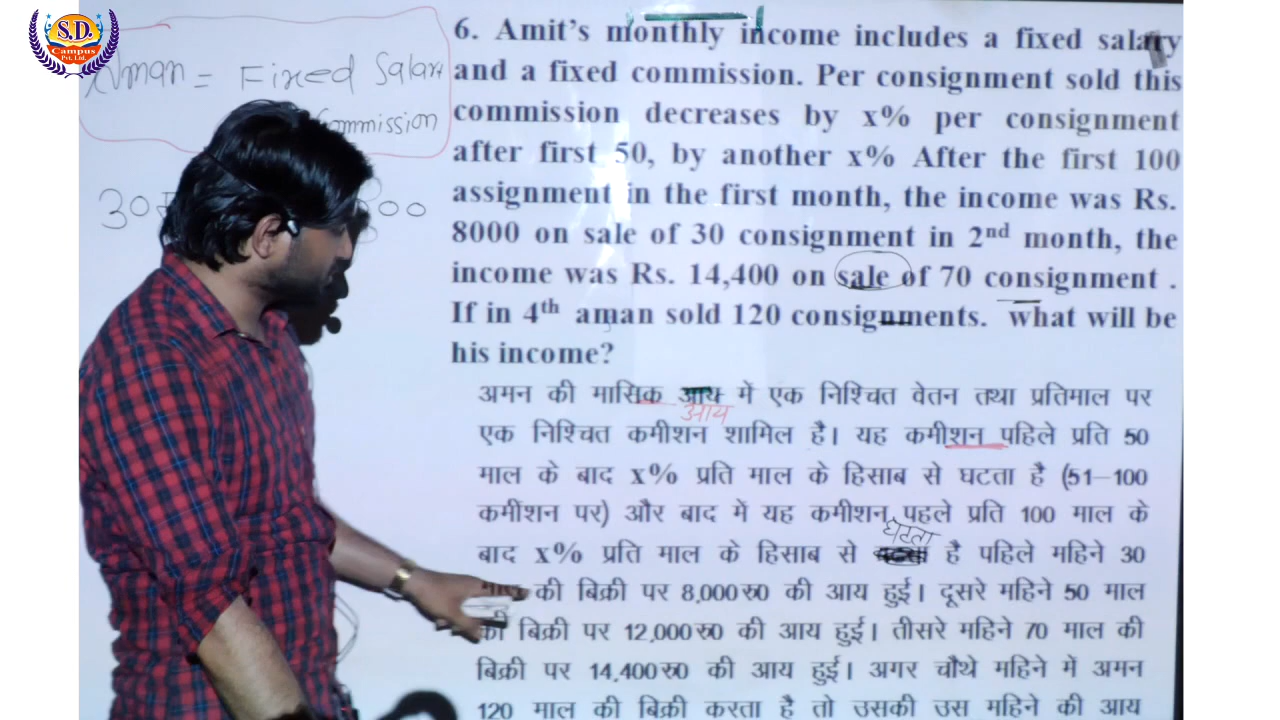 S.D.
Campus
Pvt. Ltd.
= Fixed Salary
Commission
6. Amit's monthly income includes a fixed salary
and a fixed commission. Per consignment sold this
commission decreases by x% per consignment
after first 50, by another x% After the first 100
assignment in the first month, the income was Rs.
8000 on sale of 30 consignment in 2nd month, the
income was Rs. 14,400 on sale of 70 consignment .
If in 4th aman sold 120 consignments. what will be
his income?
अमन की मासिक आय में एक निश्चित वेतन तथा प्रतिमाल पर
आय
एक निश्चित कमीशन शामिल है। यह कमीशन पहिले प्रति 50
माल के बाद x% प्रति माल के हिसाब से घटता है (51–100
कर्मीशन पर) और बाद में यह कमीशन पहले प्रति 100 माल के
घटता
बाद x% प्रति माल के हिसाब से है पहिले महिने 30
की बिक्री पर 8,000रु0 की आय हुई। दूसरे महिने 50 माल
की बिक्री पर 12,000रु0 की आय हुई। तीसरे महिने 70 माल की
बिक्री पर 14,400रु0 की आय हुई। अगर चौथे महिने में अमन
120 माल की बिक्री करता है तो उसकी उस महिने की आय